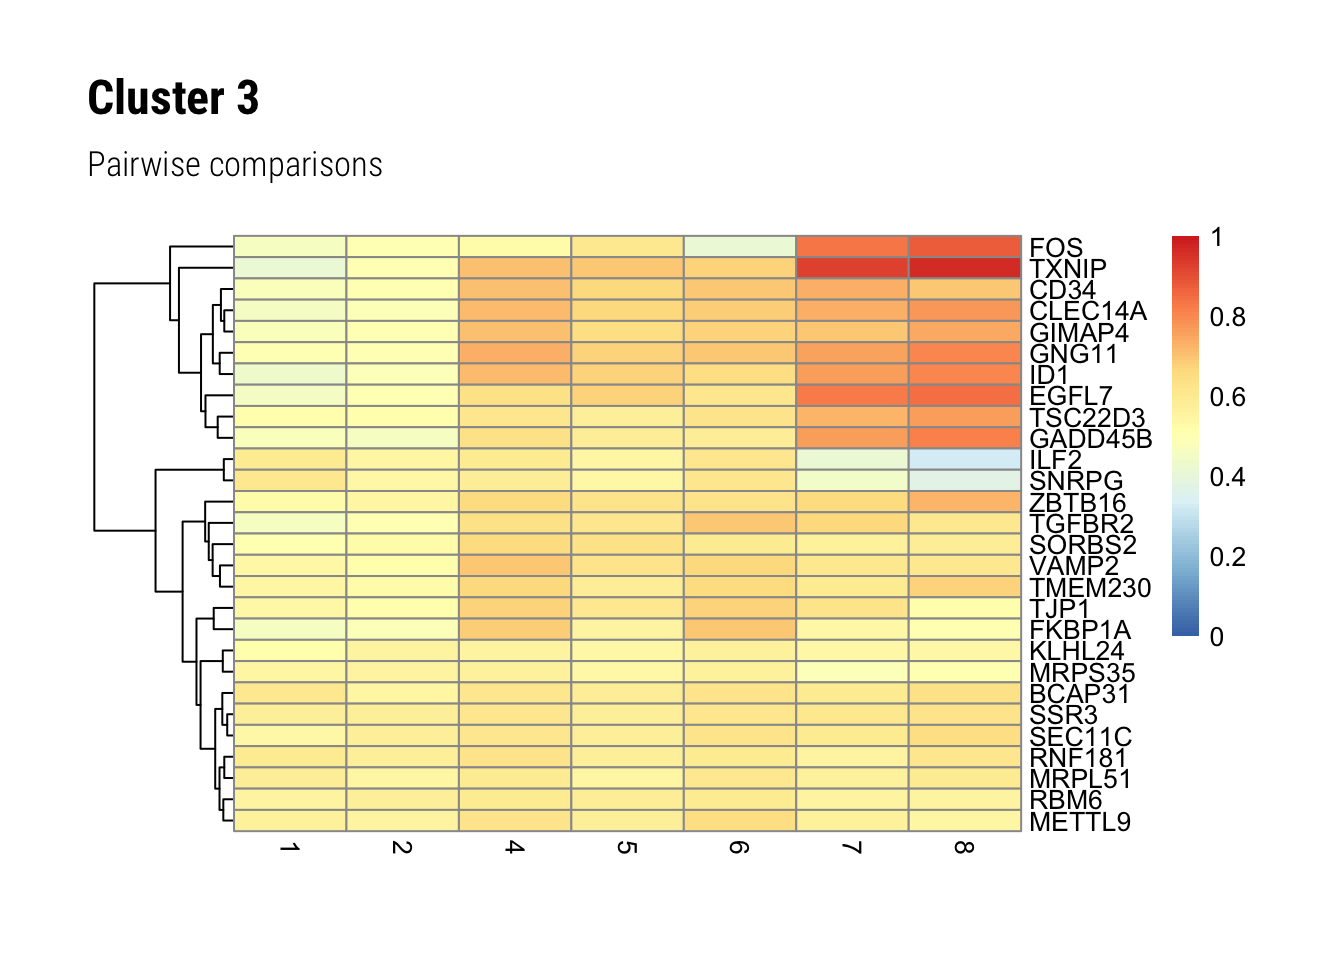 Cluster 3
Pairwise comparisons
FOS
TXNIP
CD34
CLEC14A
GIMAP4
GNG11
ID1
EGFL7
TSC22D3
GADD45B
ILF2
SNRPG
ZBTB16
TGFBR2
SORBS2
VAMP2
TMEM230
TJP1
FKBP1A
KLHL24
MRPS35
BCAP31
SSR3
SEC11C
RNF181
MRPL51
RBM6
METTL9
1
0.8
0.6
0.4
0.2
0
1 2 4 5 6 7 8